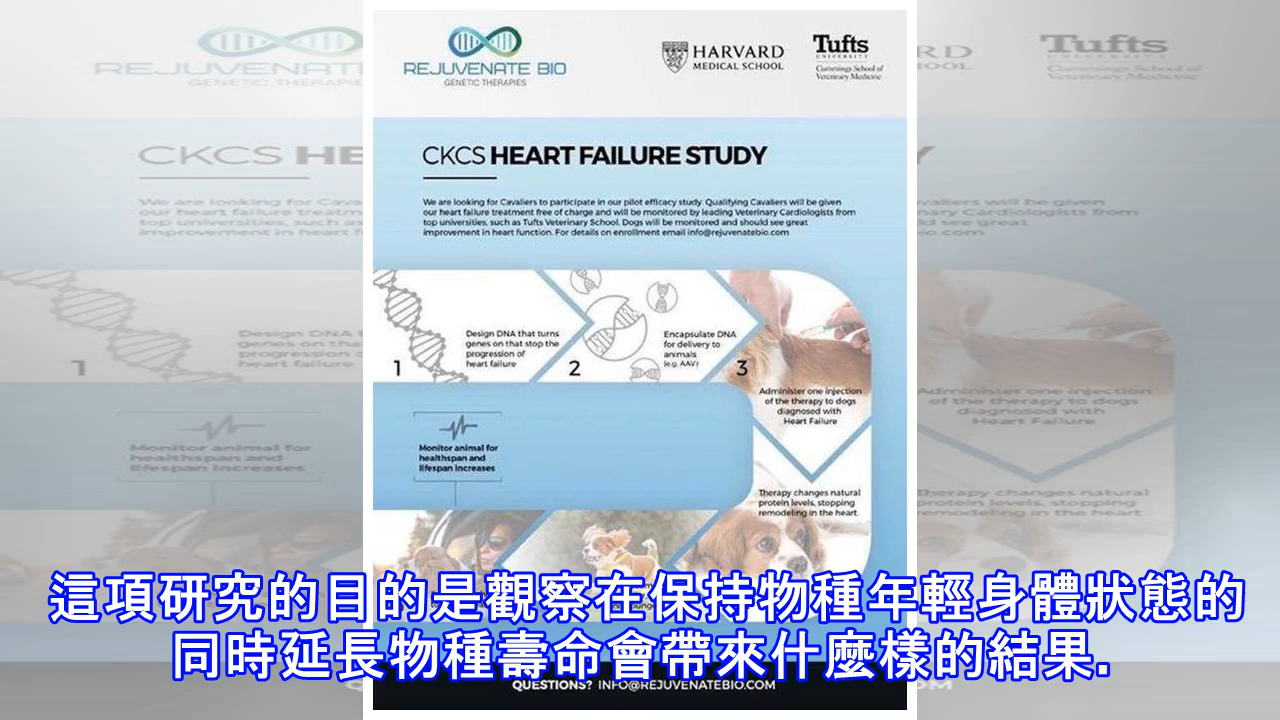 REJUVENATE BIO
GENETIC THERAPIES
HARVARD
MEDICAL SCHOOL
Tufts
UNIVERSITY
Cummings School of
Veterinary Medicine
CKCS HEART FAILURE STUDY
We are looking for Cavaliers to participate in our pilot efficacy study. Qualifying Cavaliers will be given
our heart failure treatment free of charge and will be monitored by leading Veterinary Cardiologists from
top universities, such as Tufts Veterinary School. Dogs will be monitored and should see great
improvement in heart function. For details on enrollment email info@rejuvenatebio.com
1
Design DNA that turns
genes on that stop the
progression of
heart failure
2
Encapsulate DNA
for delivery to
animals
(e.g. AAV)
3
Administer one injection
of the therapy to dogs
diagnosed with
Heart Failure
Monitor animal for
healthspan and
lifespan increases
Therapy changes natural
protein levels, stopping
remodeling in the heart
這項研究的目的是觀察在保持物種年輕身體狀態的
同時延長物種壽命會帶來什麼樣的結果.
QUESTIONS? INFO@REJUVENATEBIO.COM